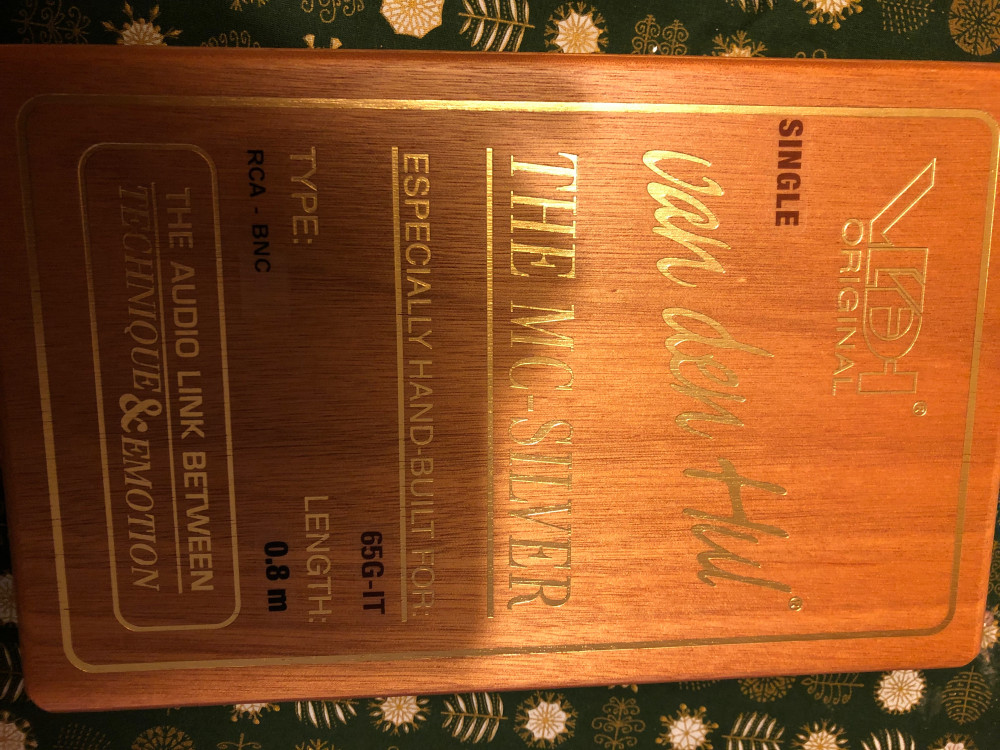 VDH®
ORIGINAL
SINGLE
van den Hul®
THE MC-SILVER
ESPECIALLY HAND-BUILT FOR:
65G-IT
TYPE: LENGTH:
RCA - BNC 0.8 m
THE AUDIO LINK BETWEEN
TECHNIQUE & EMOTION